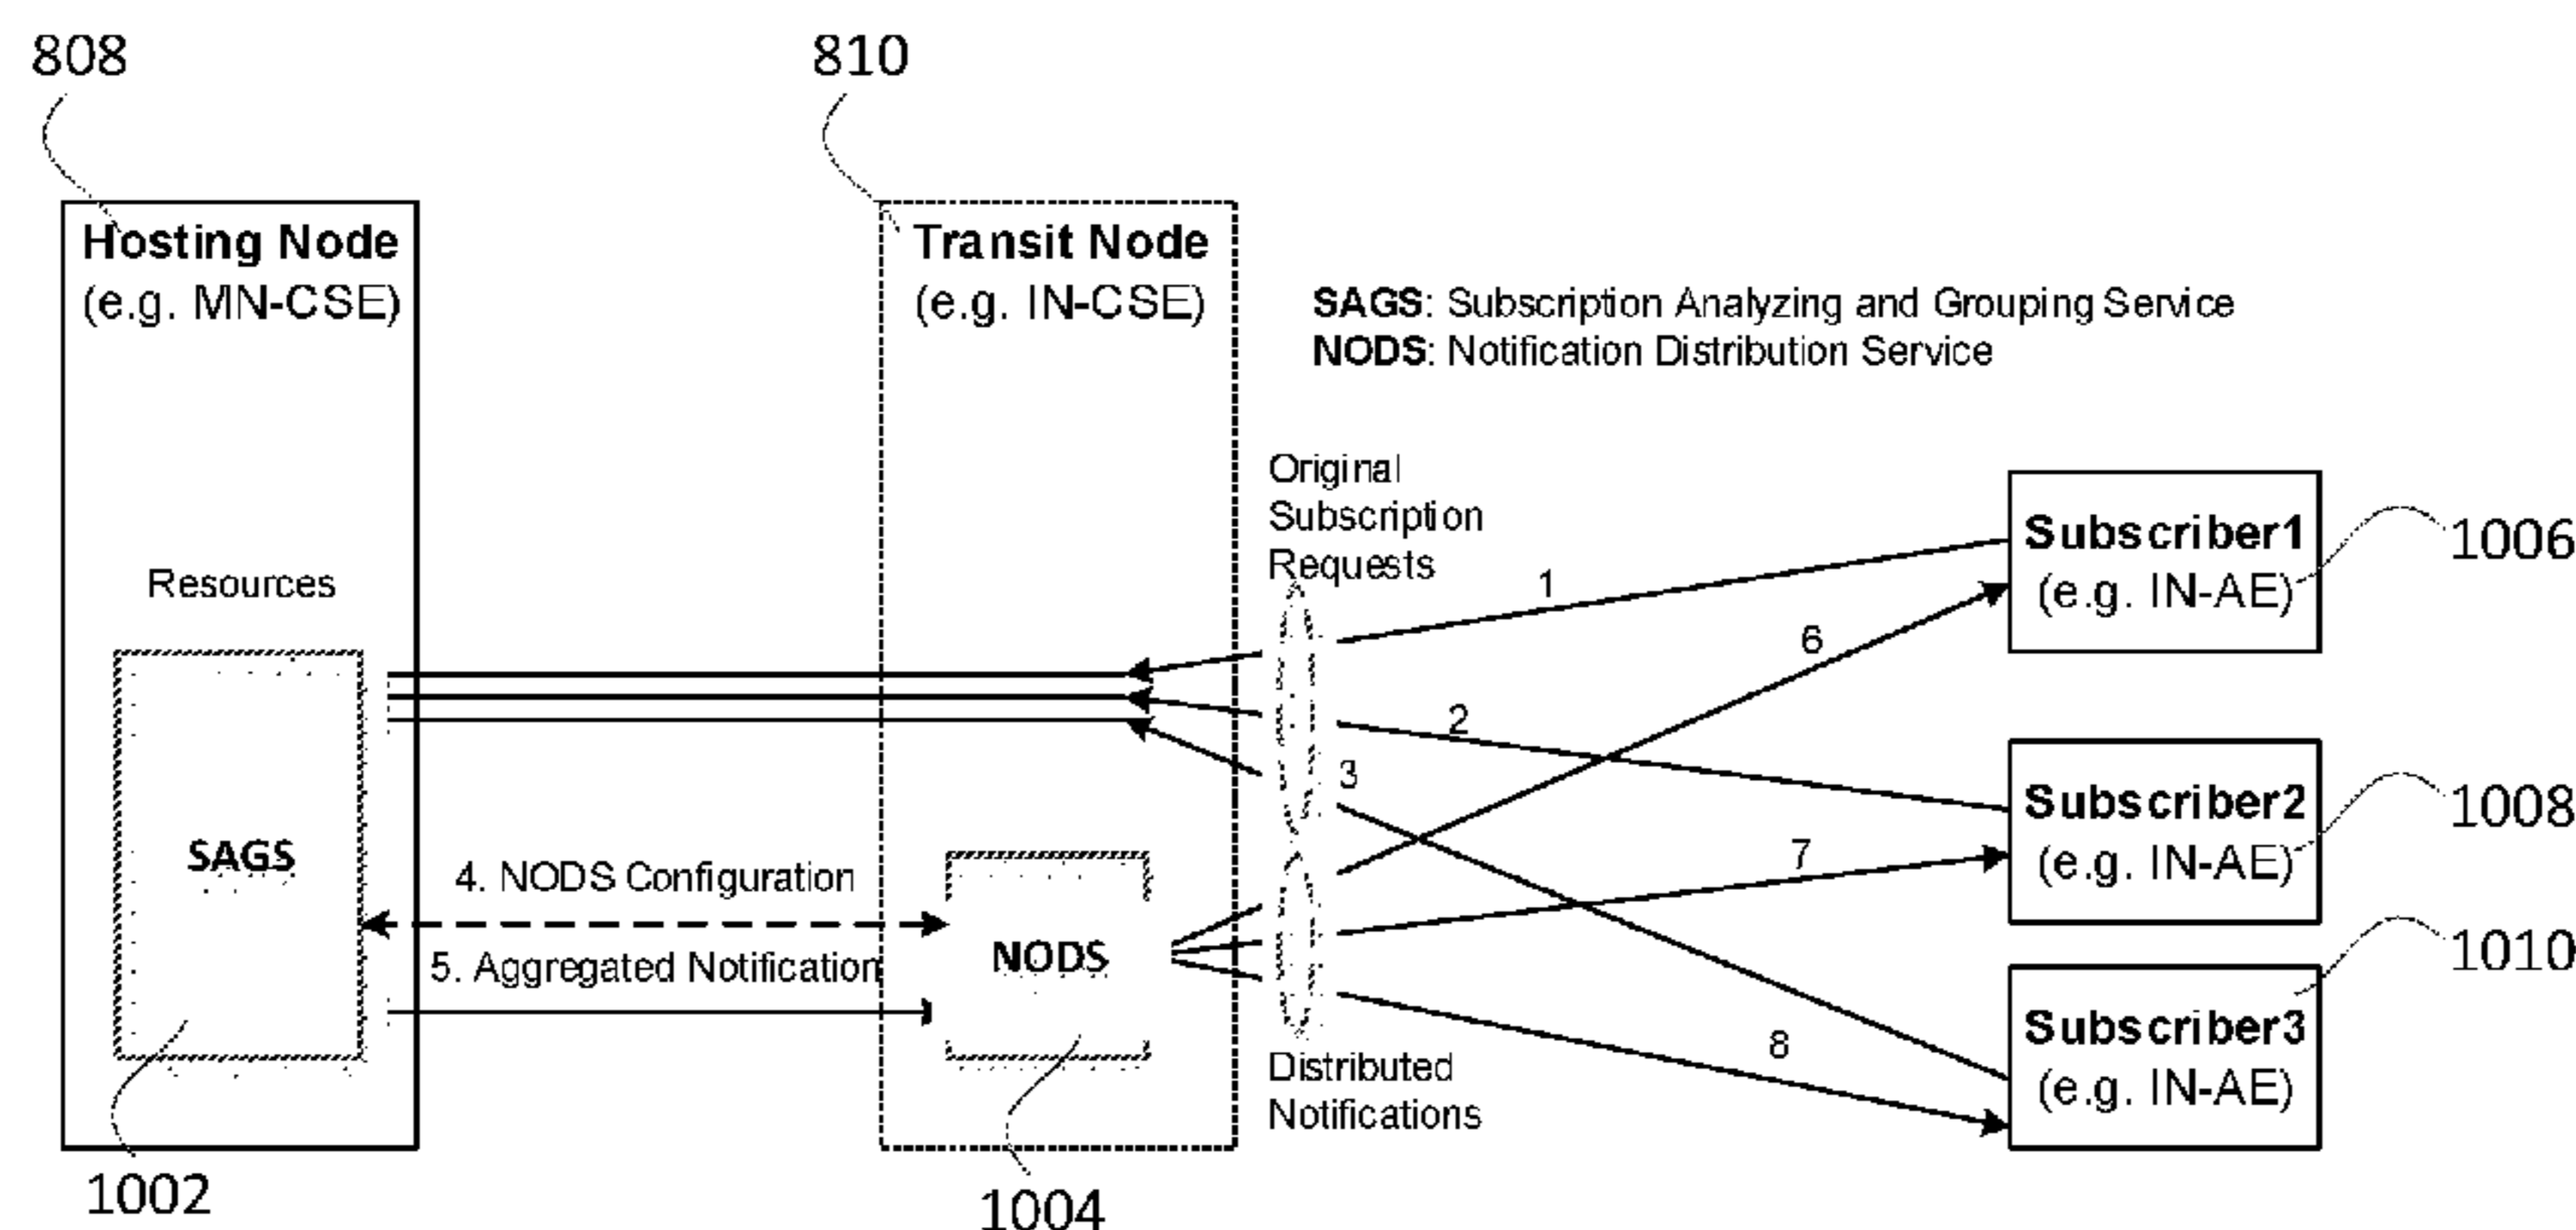 808
810
Hosting Node
(e.g. MN-CSE)
Transit Node
(e.g. IN-CSE)
SAGS: Subscription Analyzing and Grouping Service
NODS: Notification Distribution Service
Original
Subscription
Requests
Resources
1
2
3
6
7
8
Subscriber1
(e.g. IN-AE)
1006
Subscriber2
(e.g. IN-AE)
1008
Subscriber3
(e.g. IN-AE)
1010
SAGS
4. NODS Configuration
5. Aggregated Notification
NODS
Distributed
Notifications
1002
1004